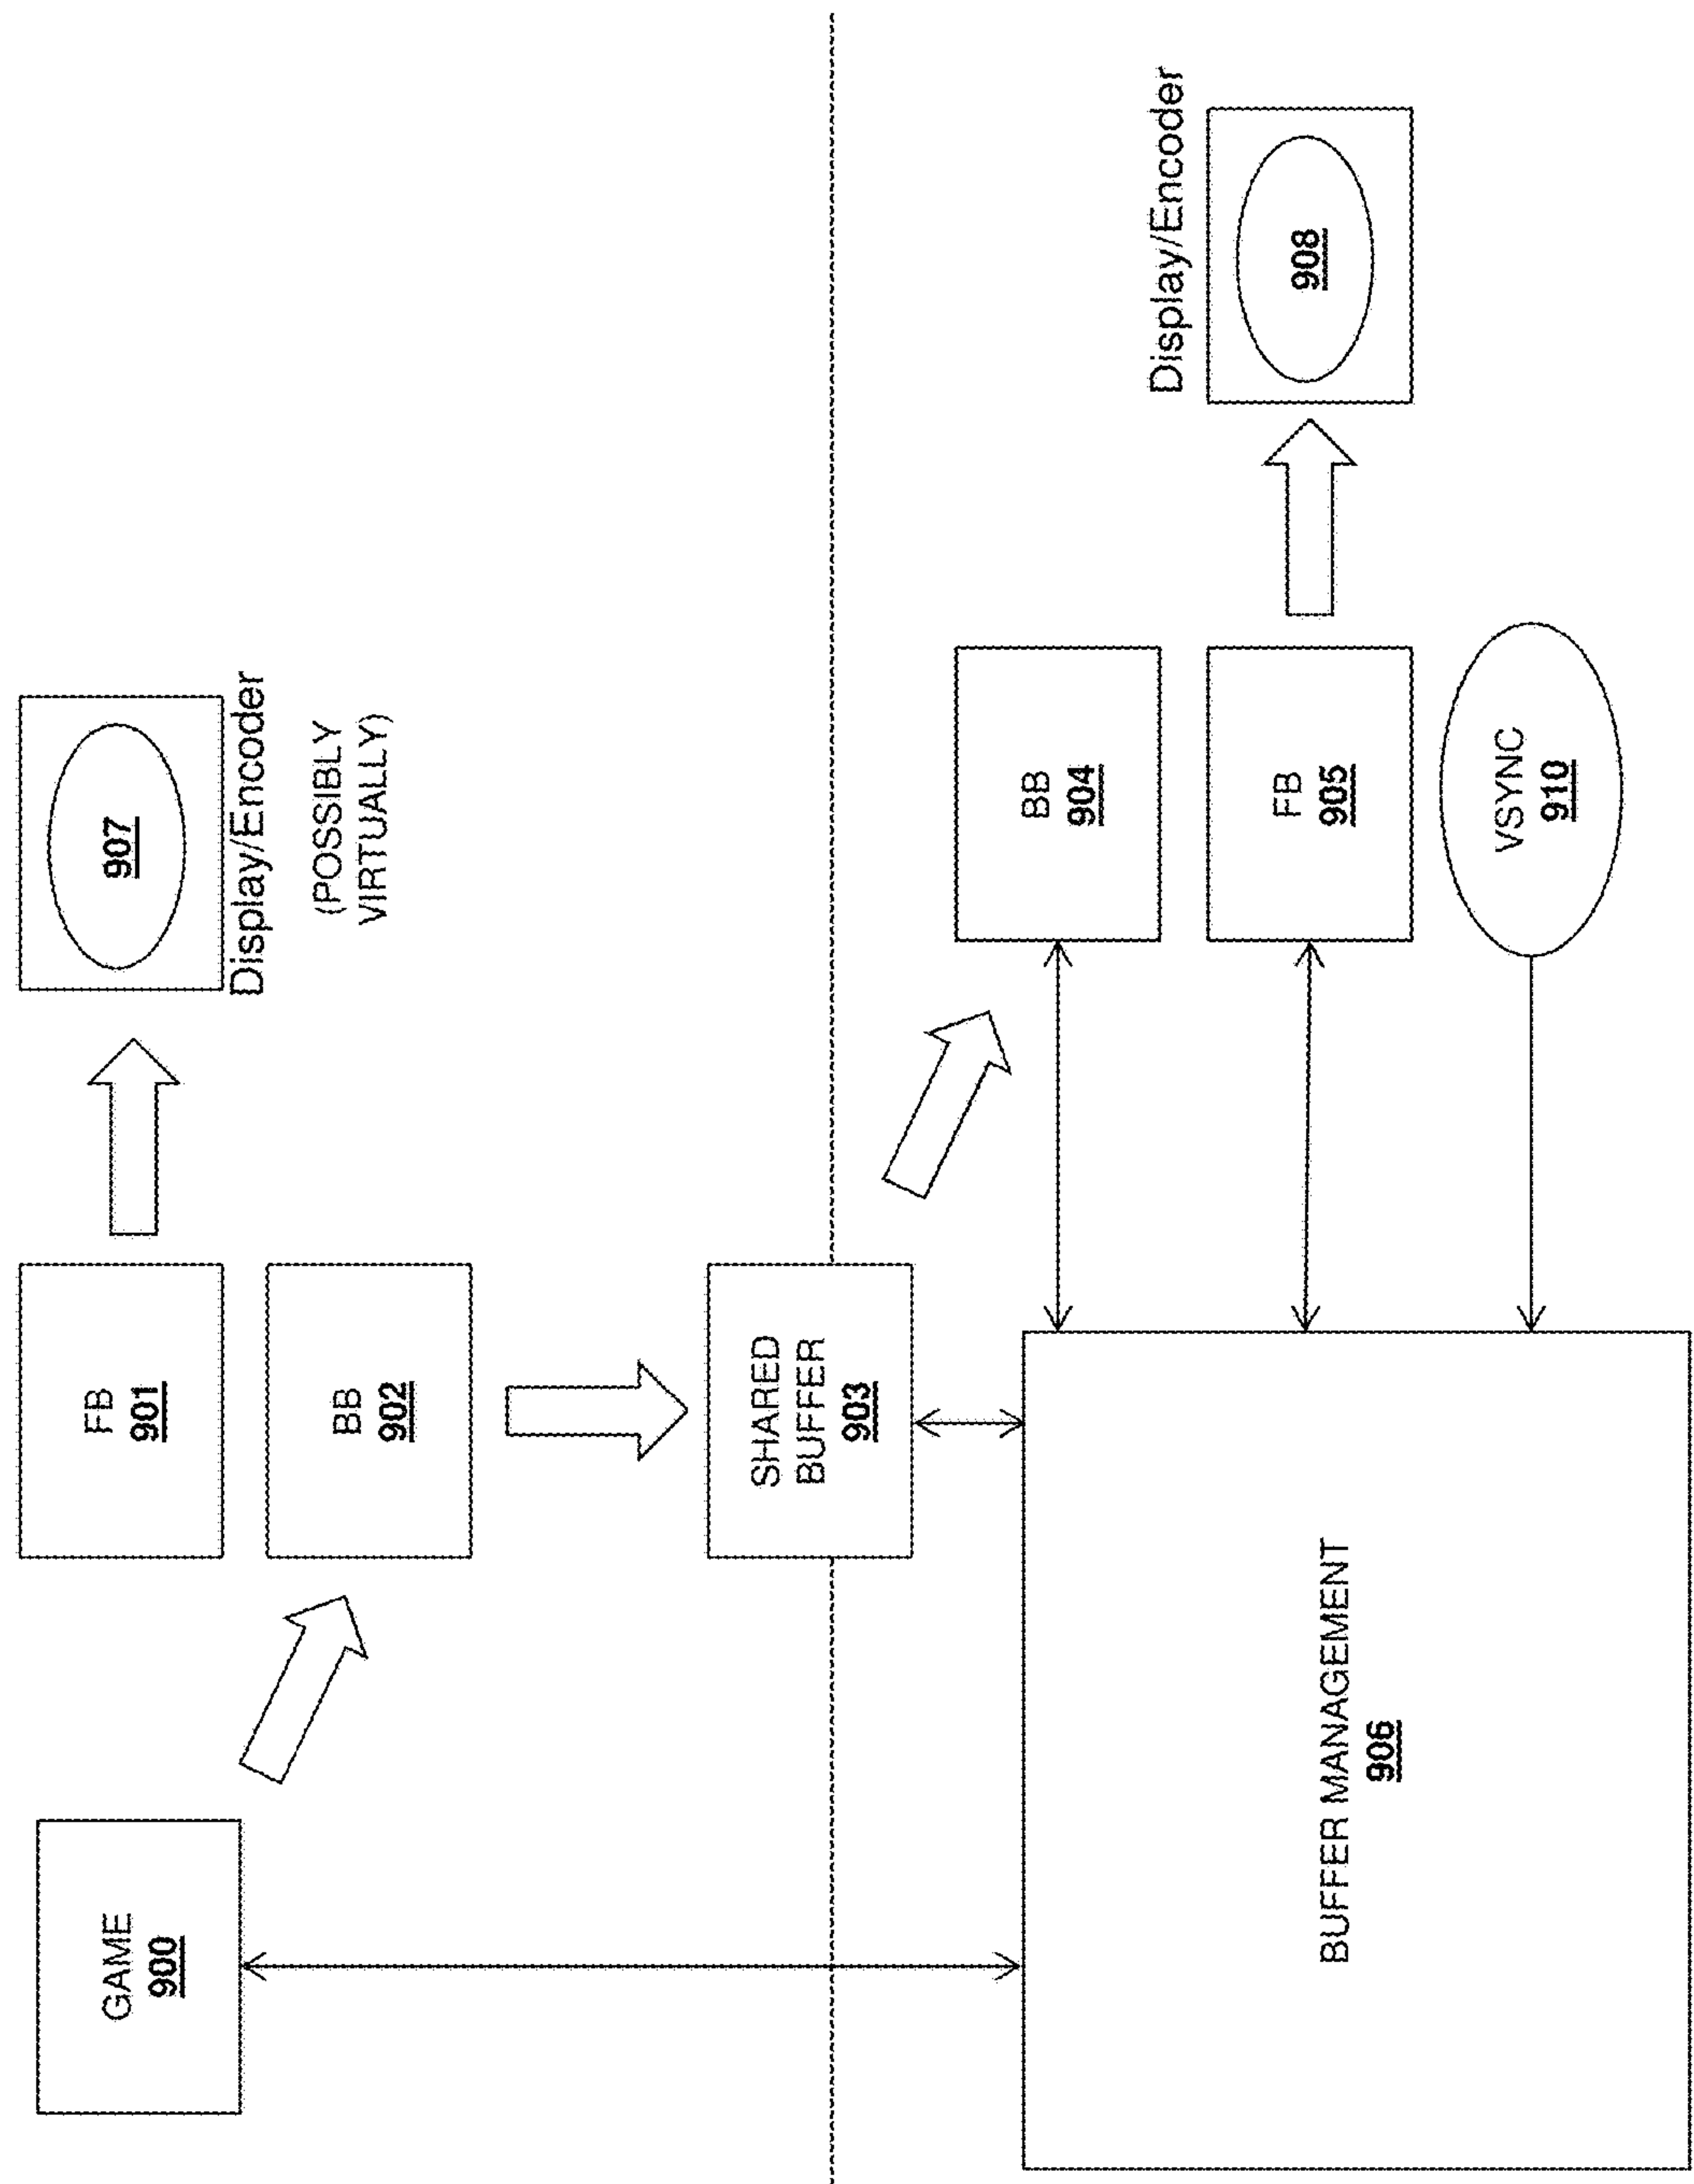 GAME
900
FB
901
BB
902
907
Display/Encoder
(POSSIBLY
VIRTUALLY)
SHARED
BUFFER
903
BUFFER MANAGEMENT
906
BB
904
FB
905
VSYNC
910
Display/Encoder
908